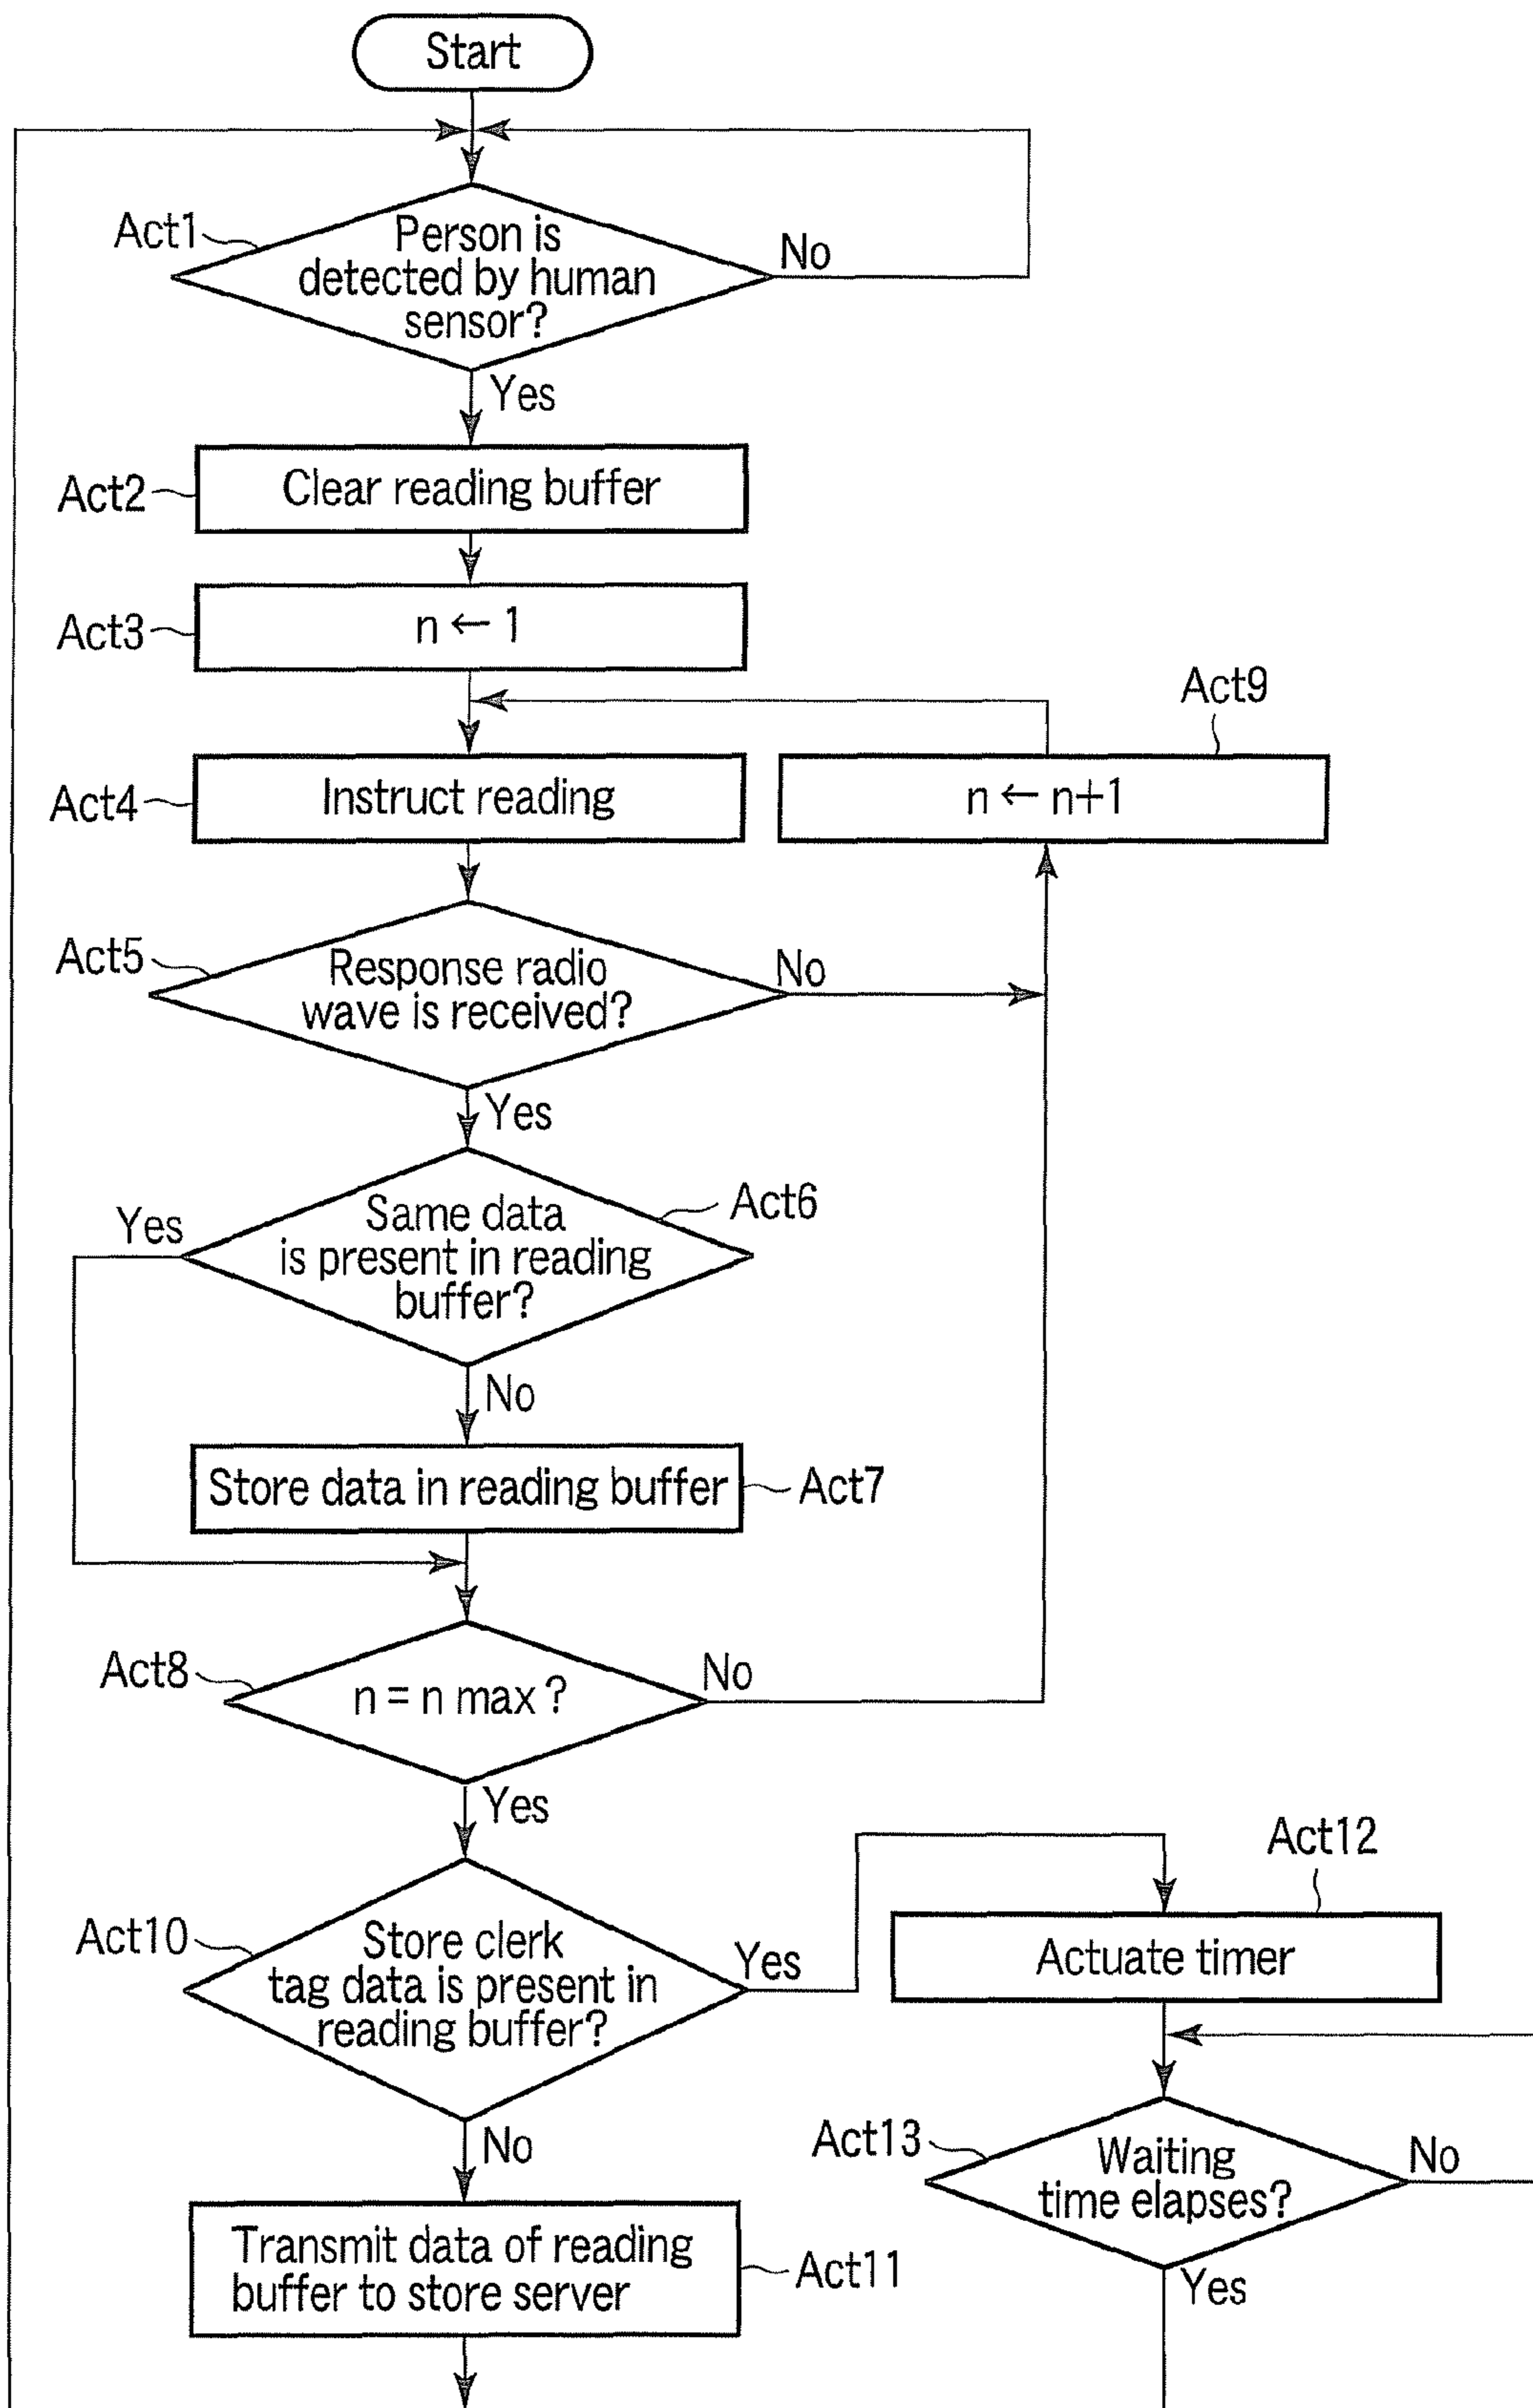 Start
Act1
Person is
detected by human
sensor?
No
Yes
Act2
Clear reading buffer
Act3
n ← 1
Act9
Act4
Instruct reading
n ← n+1
Act5
Response radio
wave is received?
No
Yes
Act6
Yes
Same data
is present in reading
buffer?
No
Store data in reading buffer
Act7
Act8
n = n max ?
No
Yes
Act12
Act10
Store clerk
tag data is present in
reading buffer?
Yes
Actuate timer
No
Act13
Waiting
time elapses?
No
Transmit data of reading
buffer to store server
Act11
Yes